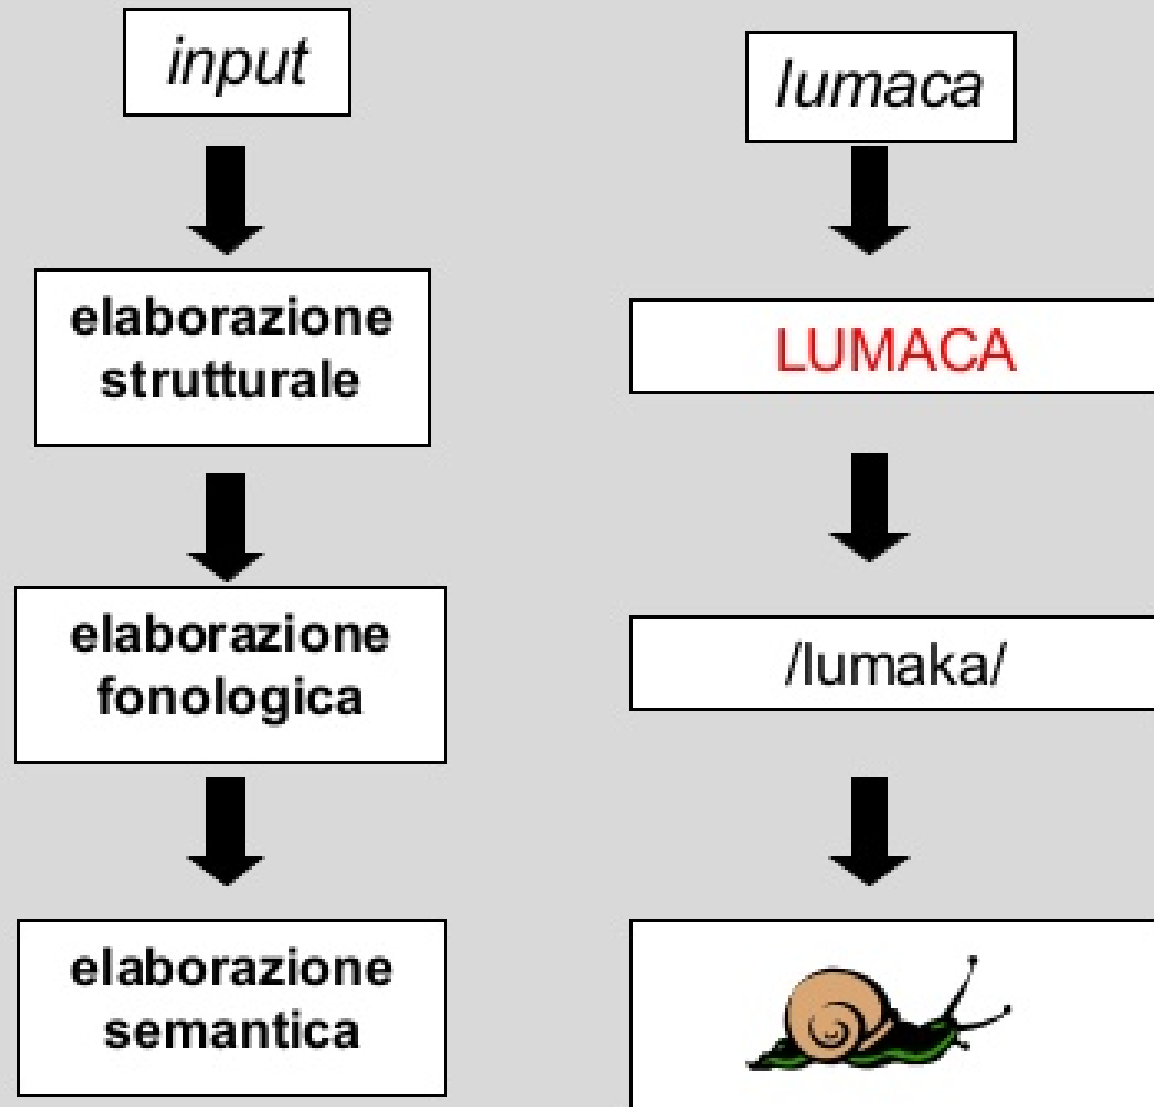 input
lumaca
elaborazione
strutturale
LUMACA
elaborazione
fonologica
/lumaka/
elaborazione
semantica